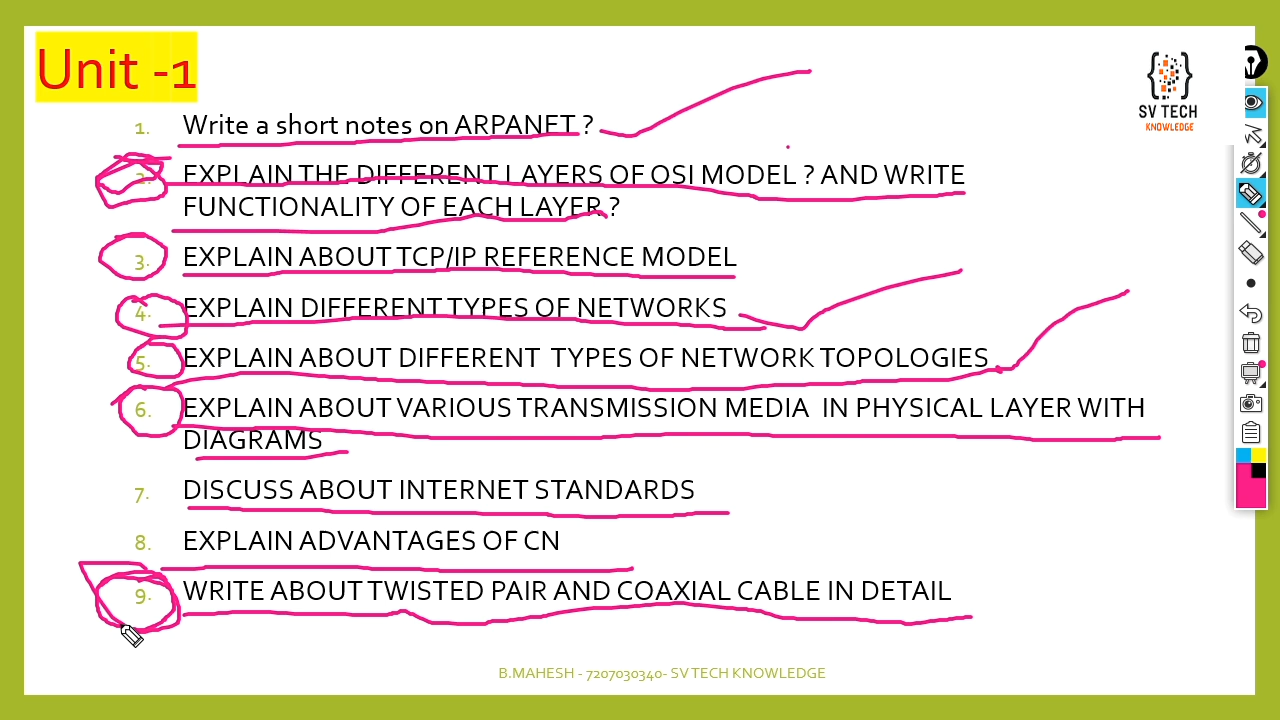 Unit -1
SV TECH
KNOWLEDGE
1. Write a short notes on ARPANET ?
2. EXPLAIN THE DIFFERENT LAYERS OF OSI MODEL ? AND WRITE
FUNCTIONALITY OF EACH LAYER ?
3. EXPLAIN ABOUT TCP/IP REFERENCE MODEL
4. EXPLAIN DIFFERENT TYPES OF NETWORKS
5. EXPLAIN ABOUT DIFFERENT TYPES OF NETWORK TOPOLOGIES
6. EXPLAIN ABOUT VARIOUS TRANSMISSION MEDIA IN PHYSICAL LAYER WITH
DIAGRAMS
7. DISCUSS ABOUT INTERNET STANDARDS
8. EXPLAIN ADVANTAGES OF CN
9. WRITE ABOUT TWISTED PAIR AND COAXIAL CABLE IN DETAIL
B.MAHESH - 7207030340- SV TECH KNOWLEDGE